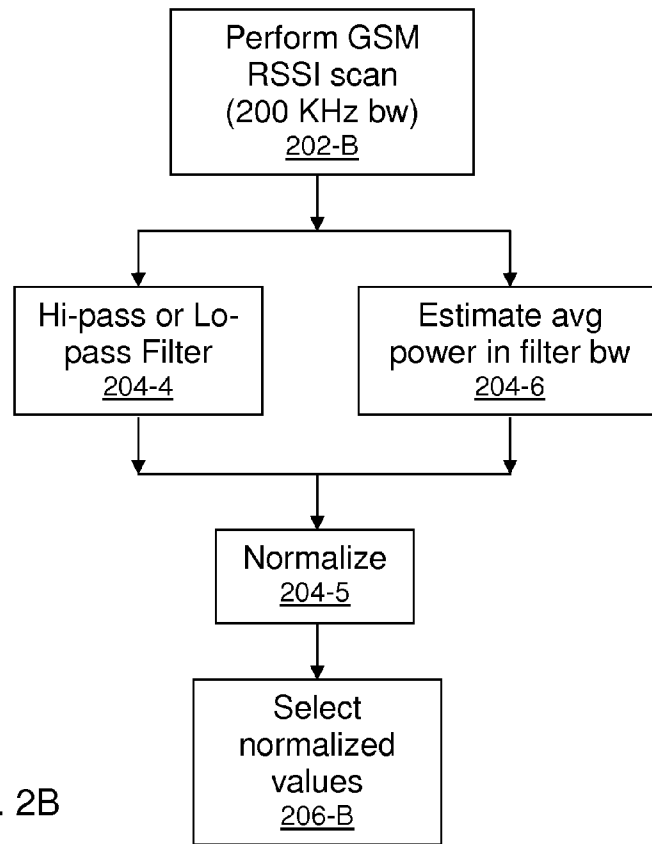 Perform GSM
RSSI scan
(200 KHz bw)
202-B
Hi-pass or Lo-
pass Filter
204-4
Estimate avg
power in filter bw
204-6
Normalize
204-5
Select
normalized
values
206-B
. 2B